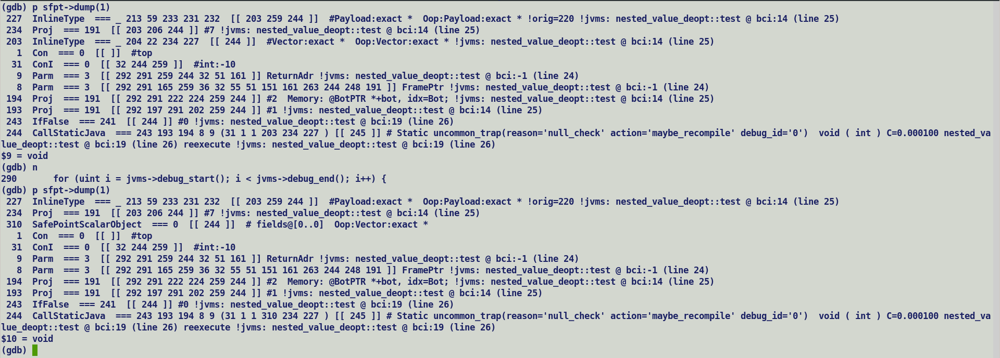 (gdb) p sfpt->dump(1)
 227  InlineType  === _ 213 59 233 231 232  [[ 203 259 244 ]]  #Payload:exact *  Oop:Payload:exact * !orig=220 !jvms: nested_value_deopt::test @ bci:14 (line 25)
 234  Proj  === 191  [[ 203 206 244 ]] #7 !jvms: nested_value_deopt::test @ bci:14 (line 25)
 203  InlineType  === _ 204 22 234 227  [[ 244 ]]  #Vector:exact *  Oop:Vector:exact * !jvms: nested_value_deopt::test @ bci:14 (line 25)
   1  Con  === 0  [[ ]]  #top
  31  ConI  === 0  [[ 32 244 259 ]]  #int:-10
   9  Parm  === 3  [[ 292 291 259 244 32 51 161 ]] ReturnAdr !jvms: nested_value_deopt::test @ bci:-1 (line 24)
   8  Parm  === 3  [[ 292 291 165 259 36 32 55 51 151 161 263 244 248 191 ]] FramePtr !jvms: nested_value_deopt::test @ bci:-1 (line 24)
 194  Proj  === 191  [[ 292 291 222 224 259 244 ]] #2  Memory: @BotPTR *+bot, idx=Bot; !jvms: nested_value_deopt::test @ bci:14 (line 25)
 193  Proj  === 191  [[ 292 197 291 202 259 244 ]] #1 !jvms: nested_value_deopt::test @ bci:14 (line 25)
 243  IfFalse  === 241  [[ 244 ]] #0 !jvms: nested_value_deopt::test @ bci:19 (line 26)
 244  CallStaticJava  === 243 193 194 8 9 (31 1 1 203 234 227 ) [[ 245 ]] # Static uncommon_trap(reason='null_check' action='maybe_recompile' debug_id='0')  void ( int ) C=0.000100 nested_va
lue_deopt::test @ bci:19 (line 26) reexecute !jvms: nested_value_deopt::test @ bci:19 (line 26)
$9 = void
(gdb) n
290       for (uint i = jvms->debug_start(); i < jvms->debug_end(); i++) {
(gdb) p sfpt->dump(1)
 227  InlineType  === _ 213 59 233 231 232  [[ 203 259 244 ]]  #Payload:exact *  Oop:Payload:exact * !orig=220 !jvms: nested_value_deopt::test @ bci:14 (line 25)
 234  Proj  === 191  [[ 203 206 244 ]] #7 !jvms: nested_value_deopt::test @ bci:14 (line 25)
 310  SafePointScalarObject  === 0  [[ 244 ]]  # fields@[0..0]  Oop:Vector:exact *
   1  Con  === 0  [[ ]]  #top
  31  ConI  === 0  [[ 32 244 259 ]]  #int:-10
   9  Parm  === 3  [[ 292 291 259 244 32 51 161 ]] ReturnAdr !jvms: nested_value_deopt::test @ bci:-1 (line 24)
   8  Parm  === 3  [[ 292 291 165 259 36 32 55 51 151 161 263 244 248 191 ]] FramePtr !jvms: nested_value_deopt::test @ bci:-1 (line 24)
 194  Proj  === 191  [[ 292 291 222 224 259 244 ]] #2  Memory: @BotPTR *+bot, idx=Bot; !jvms: nested_value_deopt::test @ bci:14 (line 25)
 193  Proj  === 191  [[ 292 197 291 202 259 244 ]] #1 !jvms: nested_value_deopt::test @ bci:14 (line 25)
 243  IfFalse  === 241  [[ 244 ]] #0 !jvms: nested_value_deopt::test @ bci:19 (line 26)
 244  CallStaticJava  === 243 193 194 8 9 (31 1 1 310 234 227 ) [[ 245 ]] # Static uncommon_trap(reason='null_check' action='maybe_recompile' debug_id='0')  void ( int ) C=0.000100 nested_va
lue_deopt::test @ bci:19 (line 26) reexecute !jvms: nested_value_deopt::test @ bci:19 (line 26)
$10 = void
(gdb)